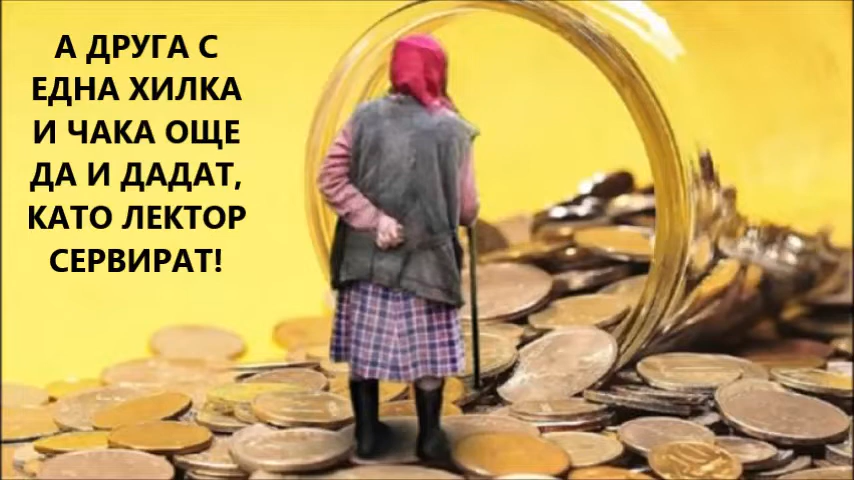 А ДРУГА С
ЕДНА ХИЛКА
И ЧАКА ОЩЕ
ДА И ДАДАТ,
КАТО ЛЕКТОР
СЕРВИРАТ!